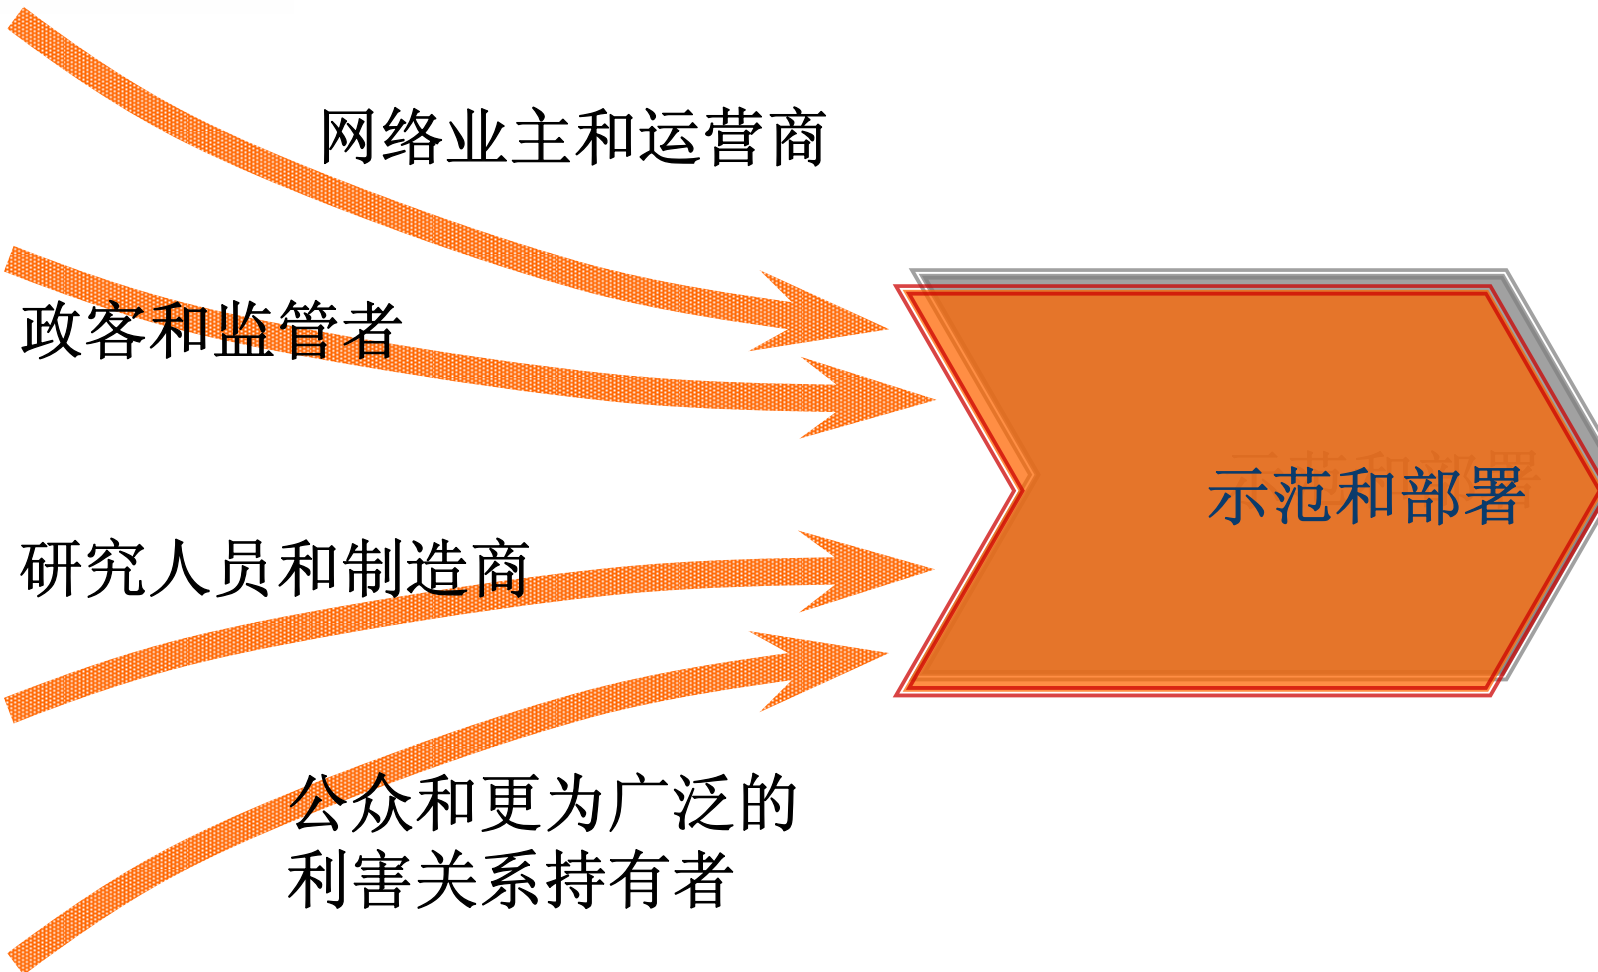 网络业主和运营商
政客和监管者
示范和部署
研究人员和制造商
公众和更为广泛的
利害关系持有者